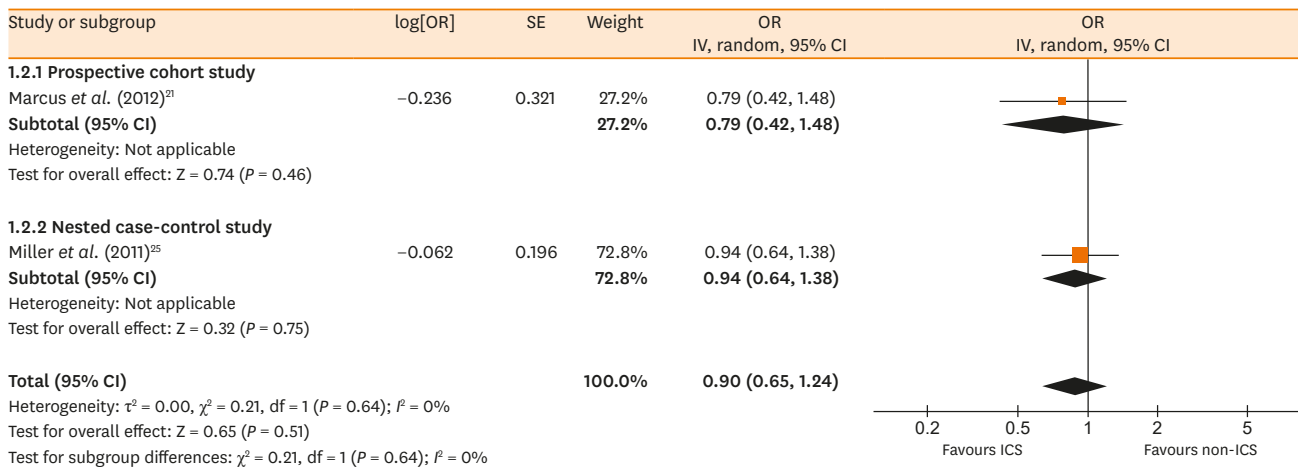 Study or subgroup log[OR] SE Weight OR OR
IV, random, 95% CI IV, random, 95% CI
1.2.1 Prospective cohort study
Marcus et al. (2012)²¹ −0.236 0.321 27.2% 0.79 (0.42, 1.48)
Subtotal (95% CI) 27.2% 0.79 (0.42, 1.48)
Heterogeneity: Not applicable
Test for overall effect: Z = 0.74 (P = 0.46)
1.2.2 Nested case-control study
Miller et al. (2011)²⁵ −0.062 0.196 72.8% 0.94 (0.64, 1.38)
Subtotal (95% CI) 72.8% 0.94 (0.64, 1.38)
Heterogeneity: Not applicable
Test for overall effect: Z = 0.32 (P = 0.75)
Total (95% CI) 100.0% 0.90 (0.65, 1.24)
Heterogeneity: τ² = 0.00, χ² = 0.21, df = 1 (P = 0.64); I² = 0%
Test for overall effect: Z = 0.65 (P = 0.51)
Test for subgroup differences: χ² = 0.21, df = 1 (P = 0.64); I² = 0%
0.2 0.5 1 2 5
Favours ICS Favours non-ICS